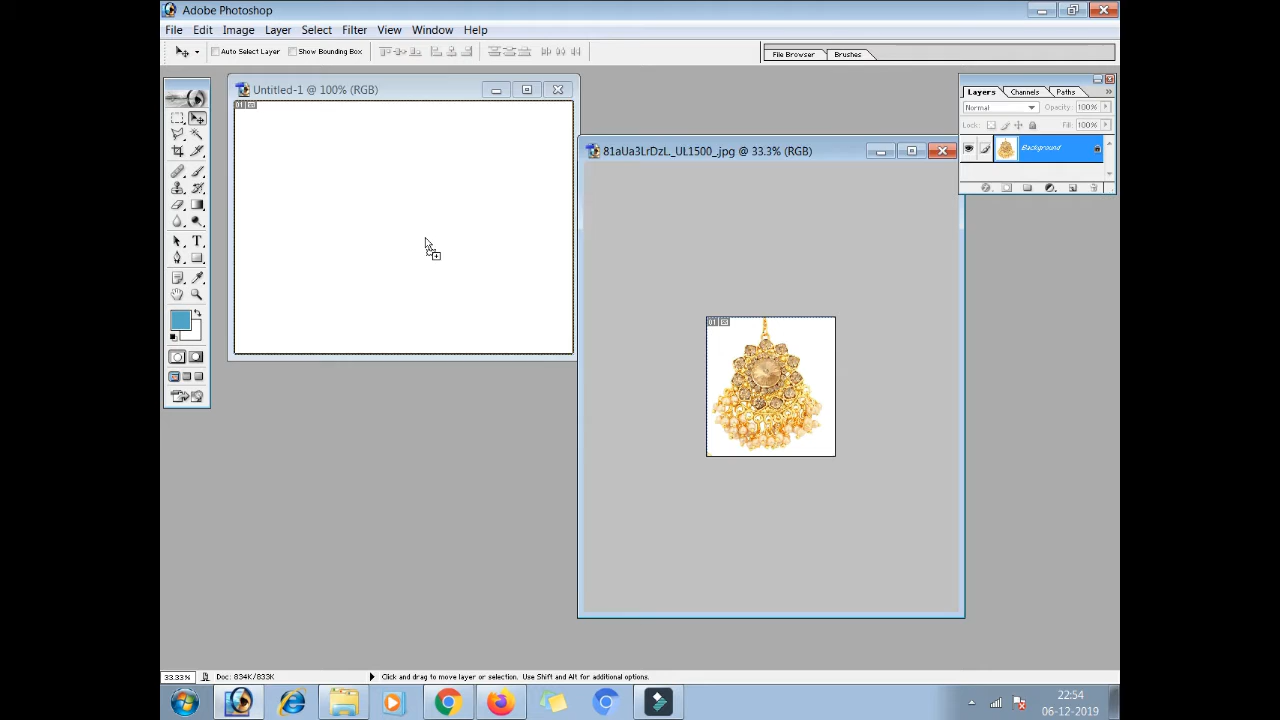 Adobe Photoshop
File Edit Image Layer Select Filter View Window Help
Auto Select Layer Show Bounding Box
File Browser Brushes
Untitled-1 @ 100% (RGB)
01
81aUa3LrDzL._UL1500_.jpg @ 33.3% (RGB)
01
Layers Channels Paths
Normal Opacity: 100%
Lock: Fill: 100%
Background
T
33.33% Doc: 834K/833K Click and drag to move layer or selection. Use Shift and Alt for additional options.
22:54
06-12-2019